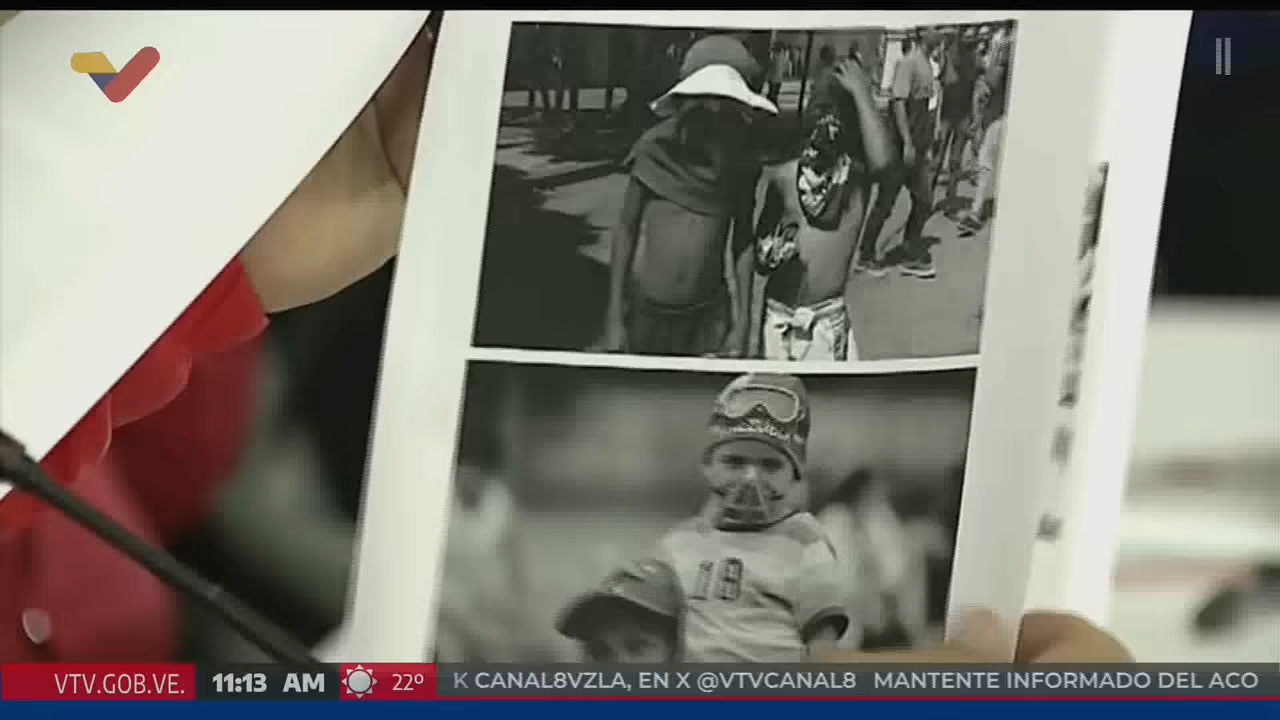 18
VTV.GOB.VE. 11:13 AM 22° K CANAL8VZLA, EN X @VTVCANAL8 MANTENTE INFORMADO DEL ACO